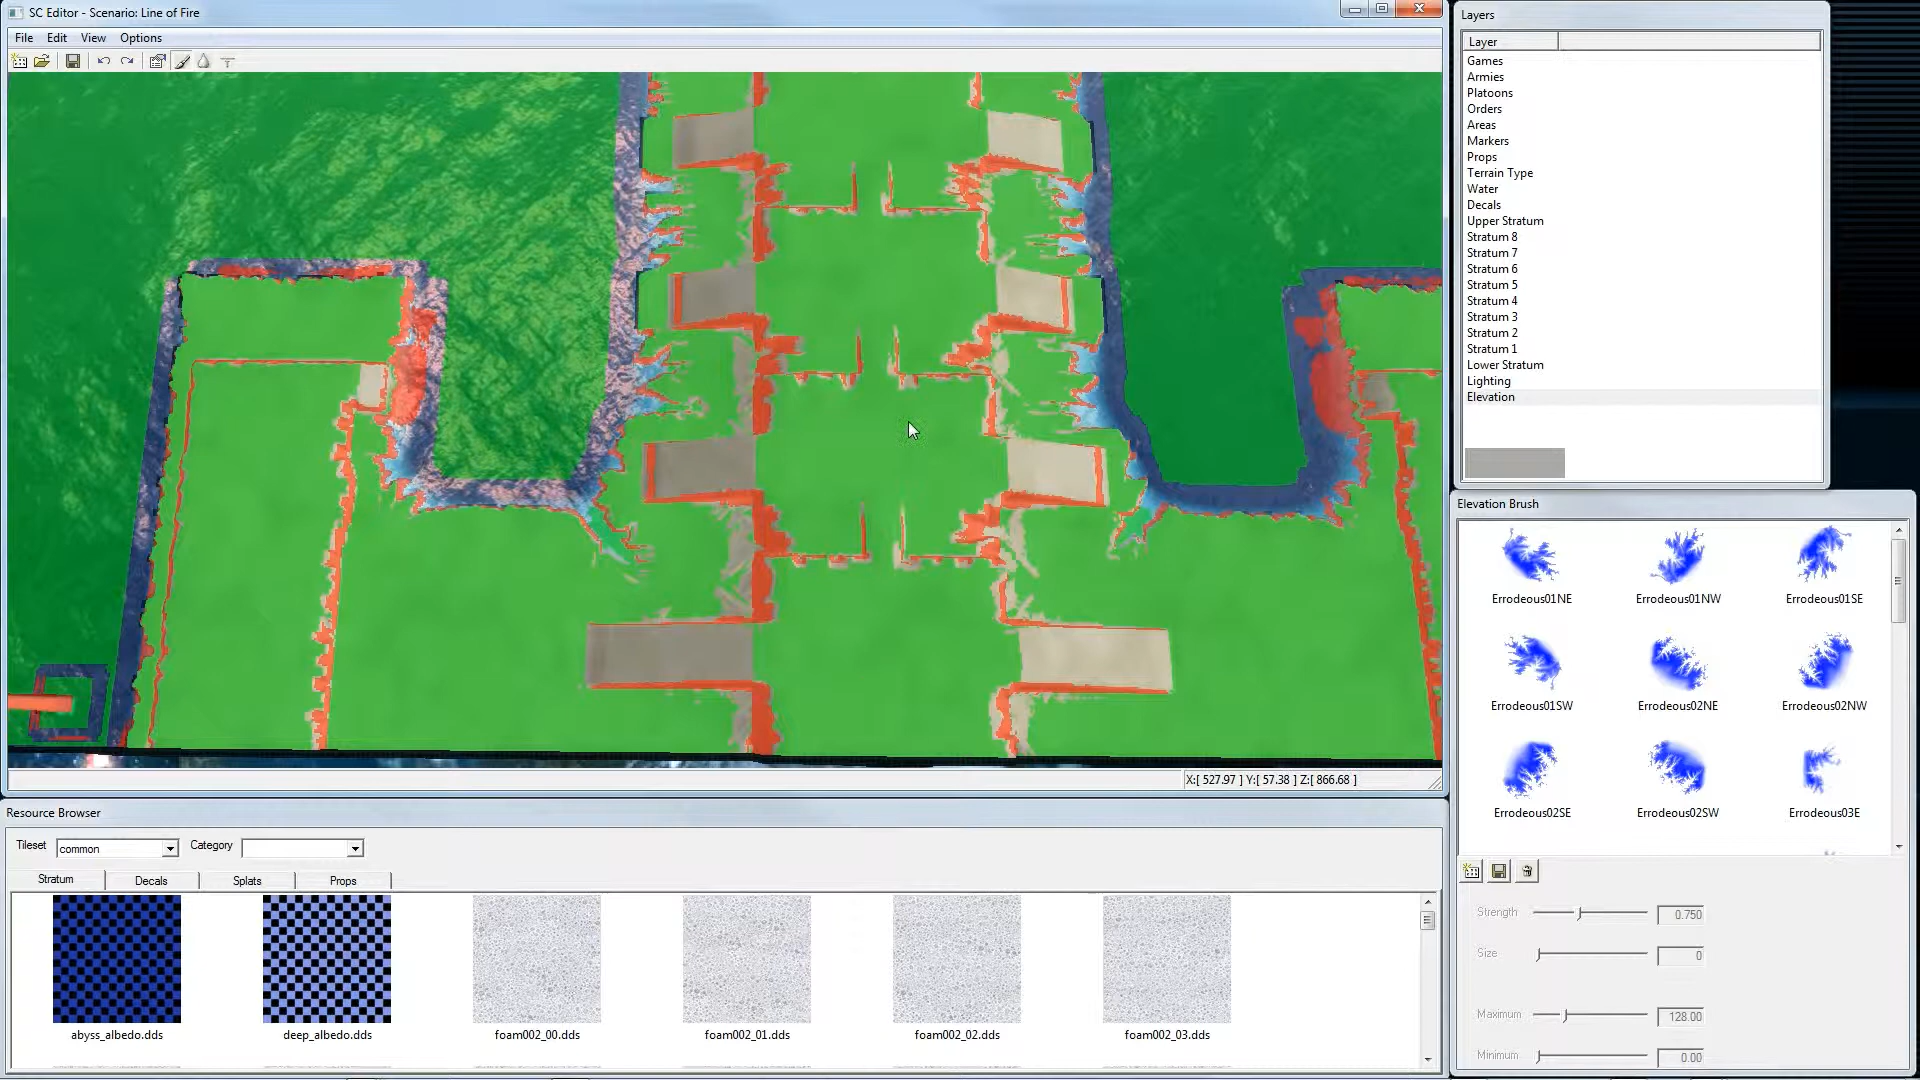 SC Editor - Scenario: Line of Fire
File Edit View Options
X:[ 527.97 ] Y:[ 57.38 ] Z:[ 866.68 ]
Layers
Layer
Games
Armies
Platoons
Orders
Areas
Markers
Props
Terrain Type
Water
Decals
Upper Stratum
Stratum 8
Stratum 7
Stratum 6
Stratum 5
Stratum 4
Stratum 3
Stratum 2
Stratum 1
Lower Stratum
Lighting
Elevation
Elevation Brush
Errodeous01NE Errodeous01NW Errodeous01SE
Errodeous01SW Errodeous02NE Errodeous02NW
Errodeous02SE Errodeous02SW Errodeous03E
Strength 0.750
Size 0
Maximum 128.00
Minimum 0.00
Resource Browser
Tileset common Category
Stratum Decals Splats Props
abyss_albedo.dds deep_albedo.dds foam002_00.dds foam002_01.dds foam002_02.dds foam002_03.dds